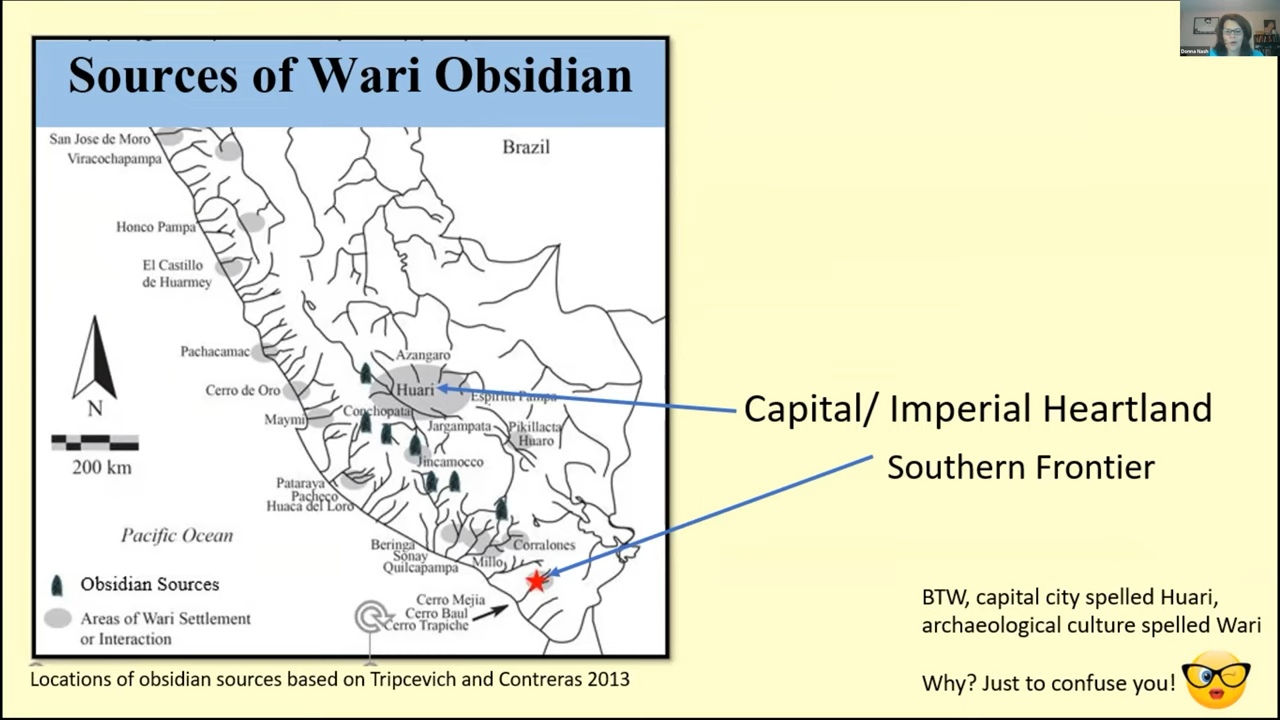 Donna Nash
Sources of Wari Obsidian
San Jose de Moro
Viracochapampa
Brazil
Honco Pampa
El Castillo
de Huarmey
Pachacamac
Azangaro
Cerro de Oro
Huari
Espiritu Pampa
Maymi
Conchopata
Jargampata
Pikillacta
Huaro
N
200 km
Jincamocco
Pataraya
Pacheco
Huaca del Loro
Pacific Ocean
Beringa
Sonay
Quilcapampa
Millo
Corralones
Obsidian Sources
Areas of Wari Settlement
or Interaction
Cerro Mejia
Cerro Baul
Cerro Trapiche
Capital/ Imperial Heartland
Southern Frontier
BTW, capital city spelled Huari,
archaeological culture spelled Wari
Why? Just to confuse you!
Locations of obsidian sources based on Tripcevich and Contreras 2013